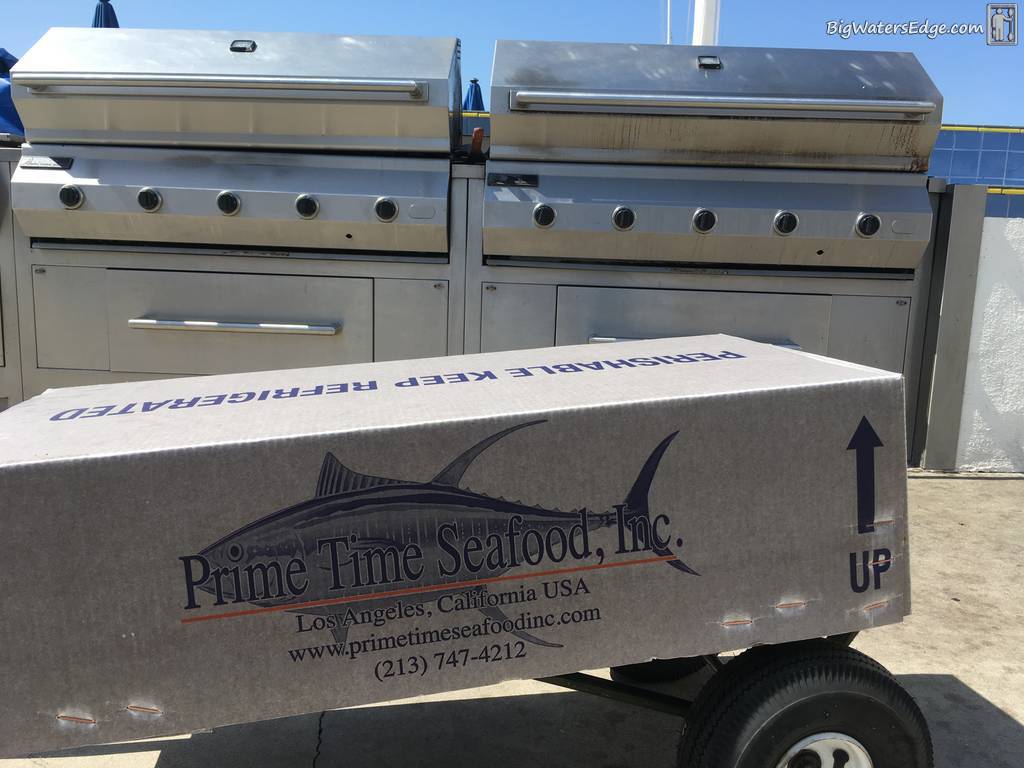 BigWatersEdge.com
PERISHABLE KEEP REFRIGERATED
Prime Time Seafood, Inc.
Los Angeles, California USA
www.primetimeseafoodinc.com
(213) 747-4212
UP